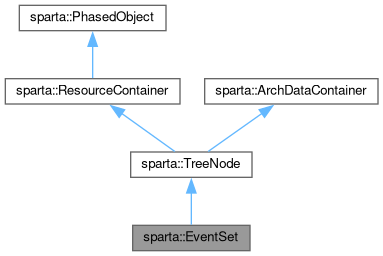 sparta::PhasedObject
sparta::ResourceContainer
sparta::ArchDataContainer
sparta::TreeNode
sparta::EventSet